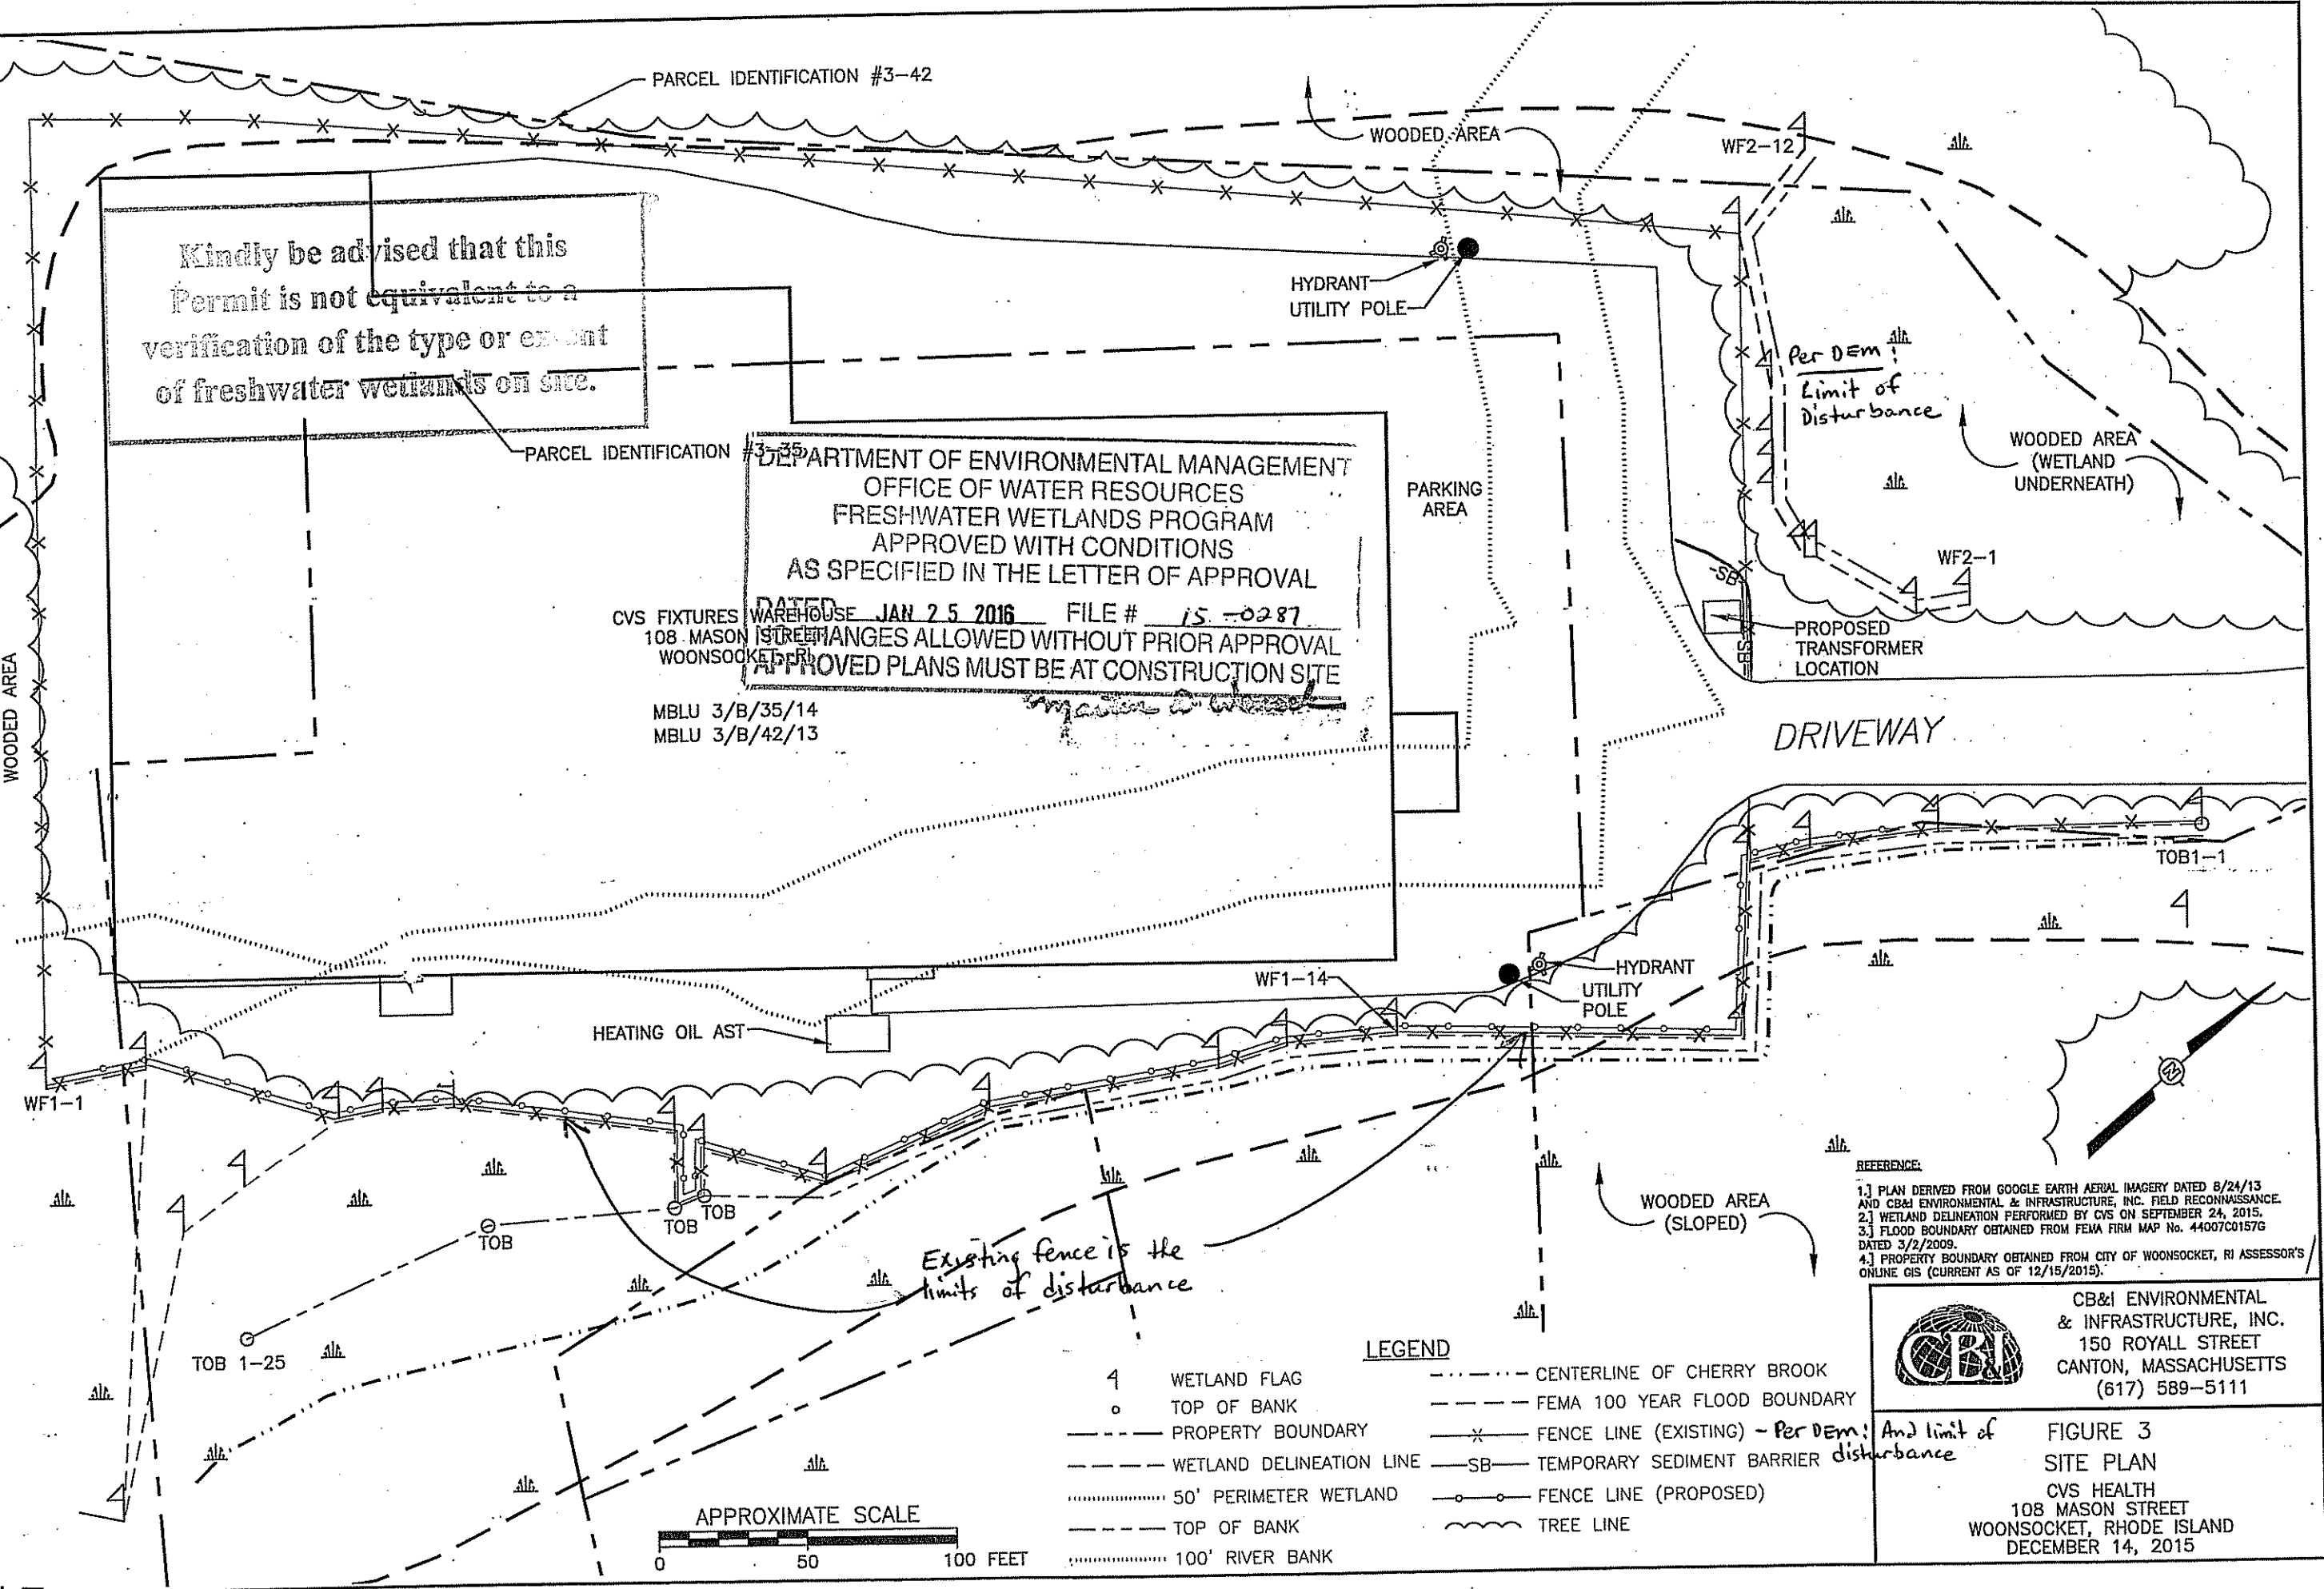 PARCEL IDENTIFICATION #3-42
WOODED AREA
WF2-12
Kindly be advised that this
Permit is not equivalent to a
verification of the type or extent
of freshwater wetlands on site.
HYDRANT
UTILITY POLE
Per DEM:
Limit of
Disturbance
WOODED AREA
(WETLAND
UNDERNEATH)
PARCEL IDENTIFICATION #3-35
DEPARTMENT OF ENVIRONMENTAL MANAGEMENT
OFFICE OF WATER RESOURCES
FRESHWATER WETLANDS PROGRAM
APPROVED WITH CONDITIONS
AS SPECIFIED IN THE LETTER OF APPROVAL
DATED JAN 25 2016 FILE # 15-0287
CHANGES ALLOWED WITHOUT PRIOR APPROVAL
APPROVED PLANS MUST BE AT CONSTRUCTION SITE
CVS FIXTURES WAREHOUSE
108 MASON STREET
WOONSOCKET, RI
MBLU 3/B/35/14
MBLU 3/B/42/13
PARKING
AREA
WF2-1
-SB-
-SB-
PROPOSED
TRANSFORMER
LOCATION
WOODED AREA
DRIVEWAY
TOB1-1
WF1-14
HYDRANT
UTILITY
POLE
HEATING OIL AST
WF1-1
N
TOB
TOB
TOB
TOB 1-25
Existing fence is the
limits of disturbance
WOODED AREA
(SLOPED)
REFERENCE:
1.] PLAN DERIVED FROM GOOGLE EARTH AERIAL IMAGERY DATED 8/24/13
AND CB&I ENVIRONMENTAL & INFRASTRUCTURE, INC. FIELD RECONNAISSANCE.
2.] WETLAND DELINEATION PERFORMED BY CVS ON SEPTEMBER 24, 2015.
3.] FLOOD BOUNDARY OBTAINED FROM FEMA FIRM MAP No. 44007C0157G
DATED 3/2/2009.
4.] PROPERTY BOUNDARY OBTAINED FROM CITY OF WOONSOCKET, RI ASSESSOR'S
ONLINE GIS (CURRENT AS OF 12/15/2015).
LEGEND
WETLAND FLAG
TOP OF BANK
PROPERTY BOUNDARY
WETLAND DELINEATION LINE
50' PERIMETER WETLAND
TOP OF BANK
100' RIVER BANK
CENTERLINE OF CHERRY BROOK
FEMA 100 YEAR FLOOD BOUNDARY
FENCE LINE (EXISTING) - Per DEM: And limit of
disturbance
SB TEMPORARY SEDIMENT BARRIER
FENCE LINE (PROPOSED)
TREE LINE
APPROXIMATE SCALE
0 50 100 FEET
CB&I
CB&I ENVIRONMENTAL
& INFRASTRUCTURE, INC.
150 ROYALL STREET
CANTON, MASSACHUSETTS
(617) 589-5111
FIGURE 3
SITE PLAN
CVS HEALTH
108 MASON STREET
WOONSOCKET, RHODE ISLAND
DECEMBER 14, 2015